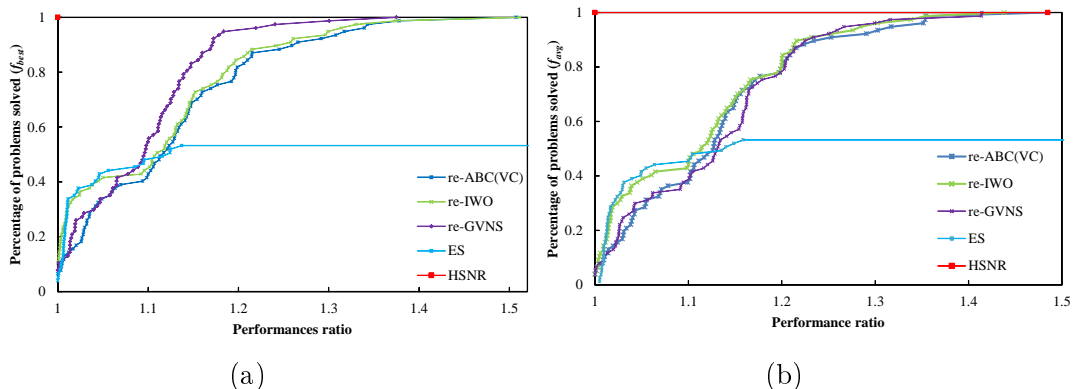 Percentage of problems solved (f_best)
1
0.8
0.6
0.4
0.2
0
re-ABC(VC)
re-IWO
re-GVNS
ES
HSNR
1 1.1 1.2 1.3 1.4 1.5
Performances ratio
(a)
Percentage of problems solved (f_avg)
1
0.8
0.6
0.4
0.2
0
re-ABC(VC)
re-IWO
re-GVNS
ES
HSNR
1 1.1 1.2 1.3 1.4 1.5
Performance ratio
(b)